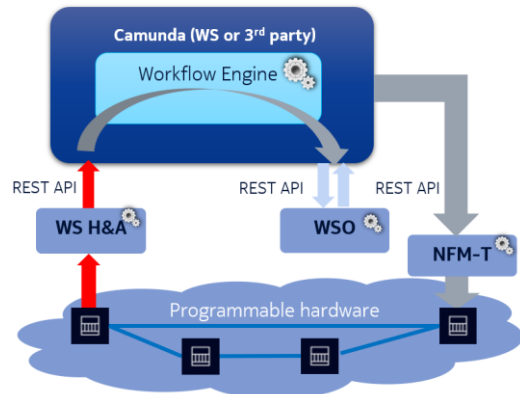 Camunda (WS or 3rd party)
Workflow Engine
REST API
REST API
REST API
WS H&A
WSO
NFM-T
Programmable hardware